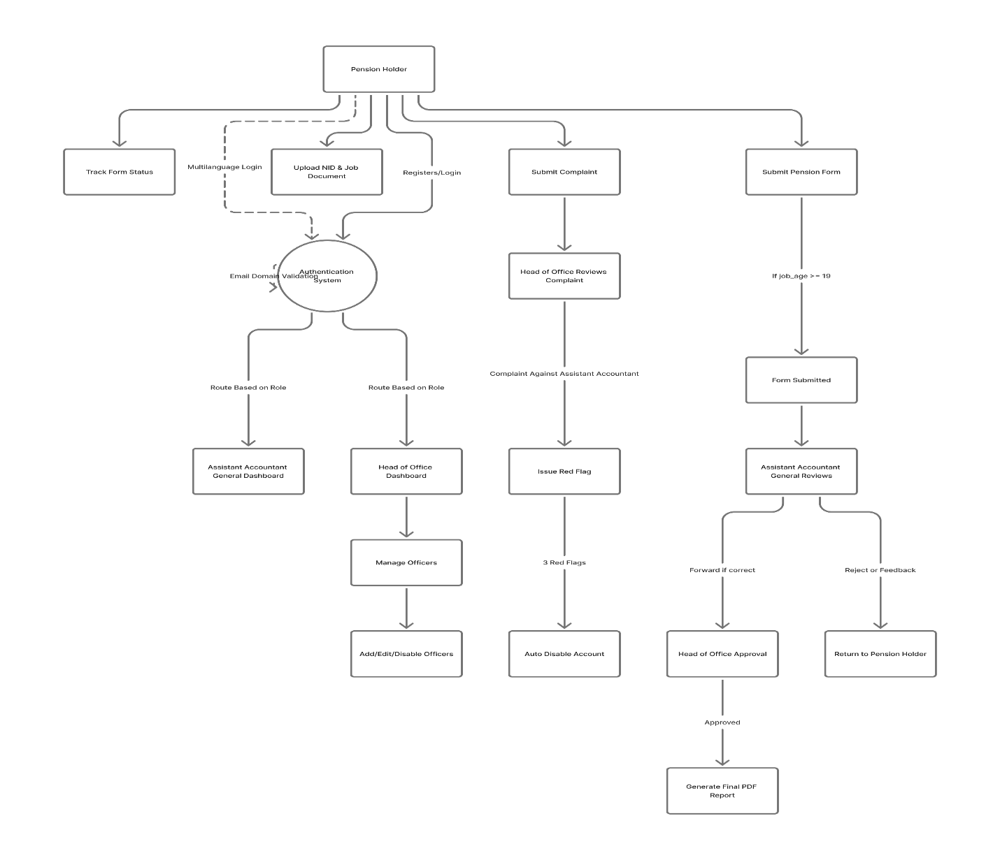 Pension Holder
Track Form Status
Multilanguage Login
Upload NID & Job
Document
Registers/Login
Submit Complaint
Submit Pension Form
Email Domain Validation
Authentication
System
Head of Office Reviews
Complaint
If job_age >= 19
Complaint Against Assistant Accountant
Form Submitted
Route Based on Role
Route Based on Role
Assistant Accountant
General Dashboard
Head of Office
Dashboard
Issue Red Flag
Assistant Accountant
General Reviews
Manage Officers
3 Red Flags
Forward if correct
Reject or Feedback
Add/Edit/Disable Officers
Auto Disable Account
Head of Office Approval
Return to Pension Holder
Approved
Generate Final PDF
Report